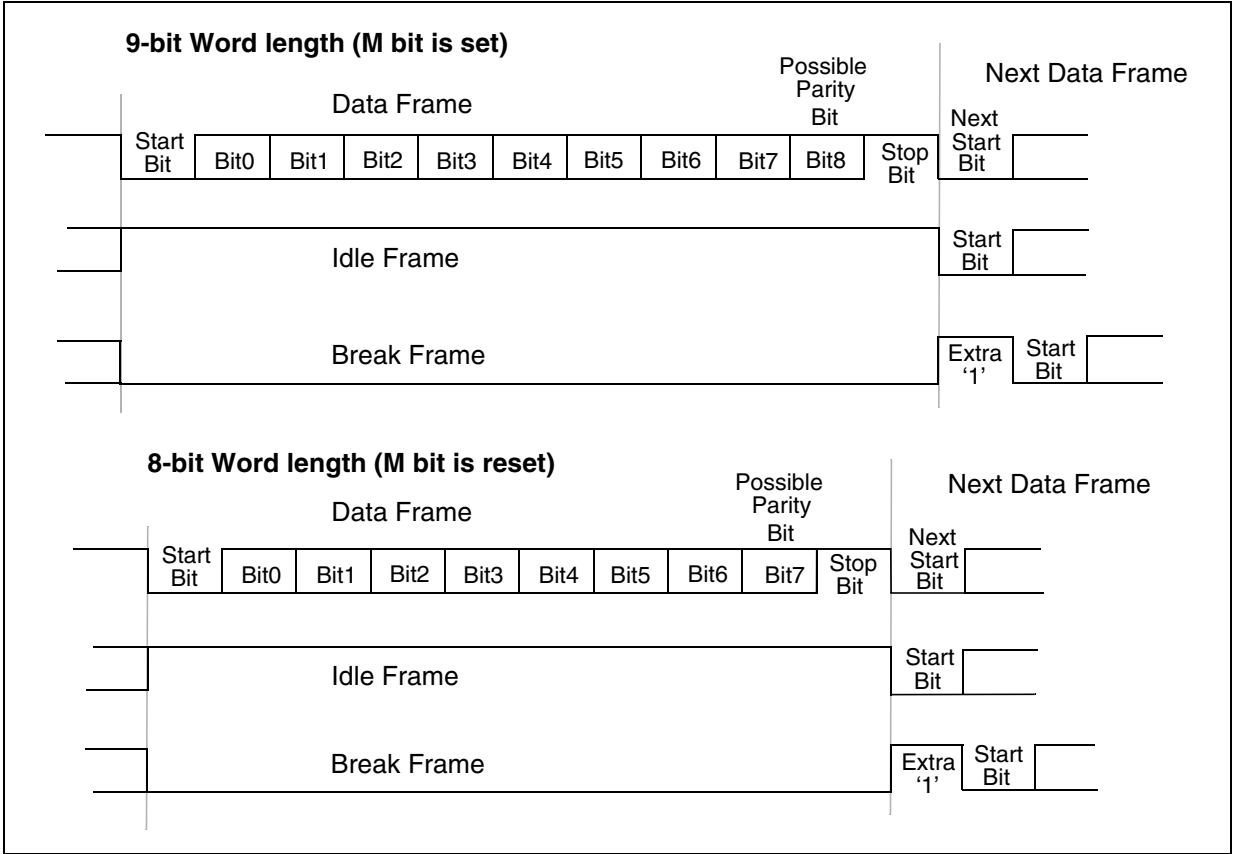 9-bit Word length (M bit is set)
Possible
Parity
Bit
Next Data Frame
Data Frame
Start
Bit
Bit0
Bit1
Bit2
Bit3
Bit4
Bit5
Bit6
Bit7
Bit8
Stop
Bit
Next
Start
Bit
Idle Frame
Start
Bit
Break Frame
Extra
‘1’
Start
Bit
8-bit Word length (M bit is reset)
Possible
Parity
Bit
Next Data Frame
Data Frame
Start
Bit
Bit0
Bit1
Bit2
Bit3
Bit4
Bit5
Bit6
Bit7
Stop
Bit
Next
Start
Bit
Idle Frame
Start
Bit
Break Frame
Extra
‘1’
Start
Bit